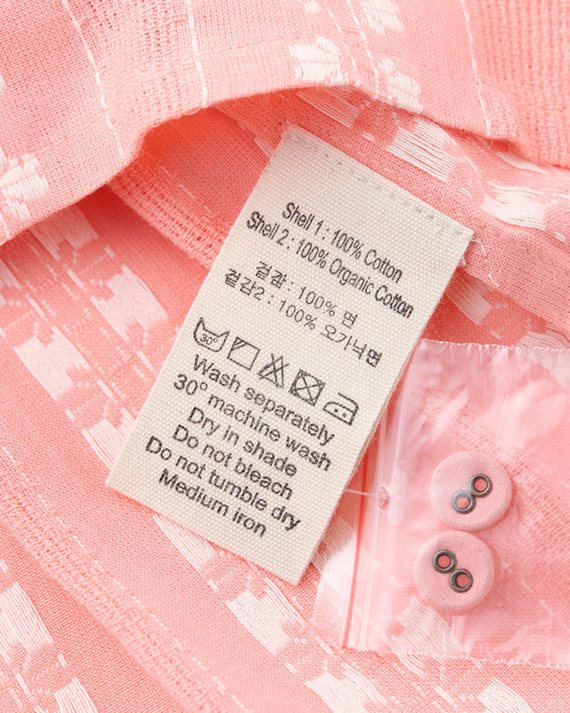 Shell 1 : 100% Cotton
Shell 2 : 100% Organic Cotton
겉감 : 100% 면
겉감2 : 100% 오가닉면
30°
Wash separately
30° machine wash
Dry in shade
Do not bleach
Do not tumble dry
Medium iron